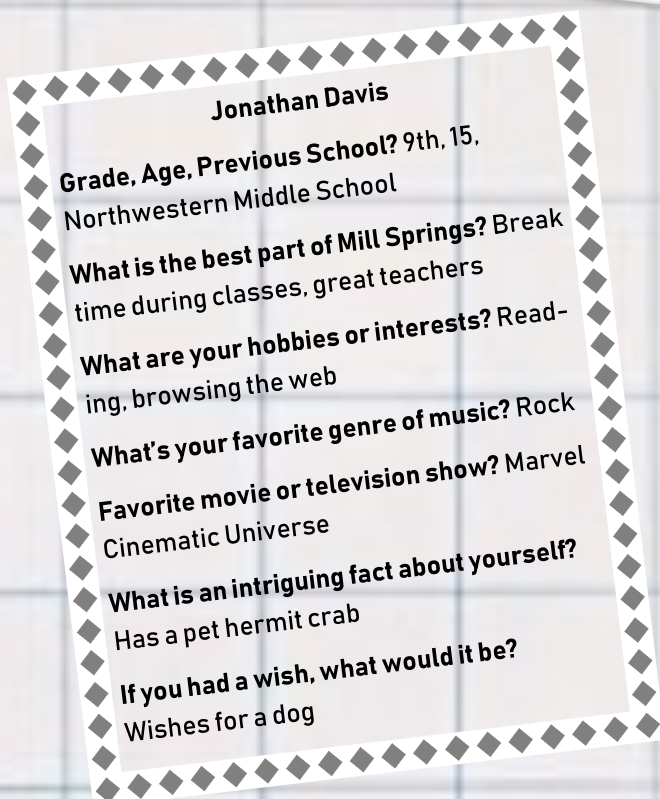 Jonathan Davis
Grade, Age, Previous School? 9th, 15,
Northwestern Middle School
What is the best part of Mill Springs? Break
time during classes, great teachers
What are your hobbies or interests? Read-
ing, browsing the web
What's your favorite genre of music? Rock
Favorite movie or television show? Marvel
Cinematic Universe
What is an intriguing fact about yourself?
Has a pet hermit crab
If you had a wish, what would it be?
Wishes for a dog